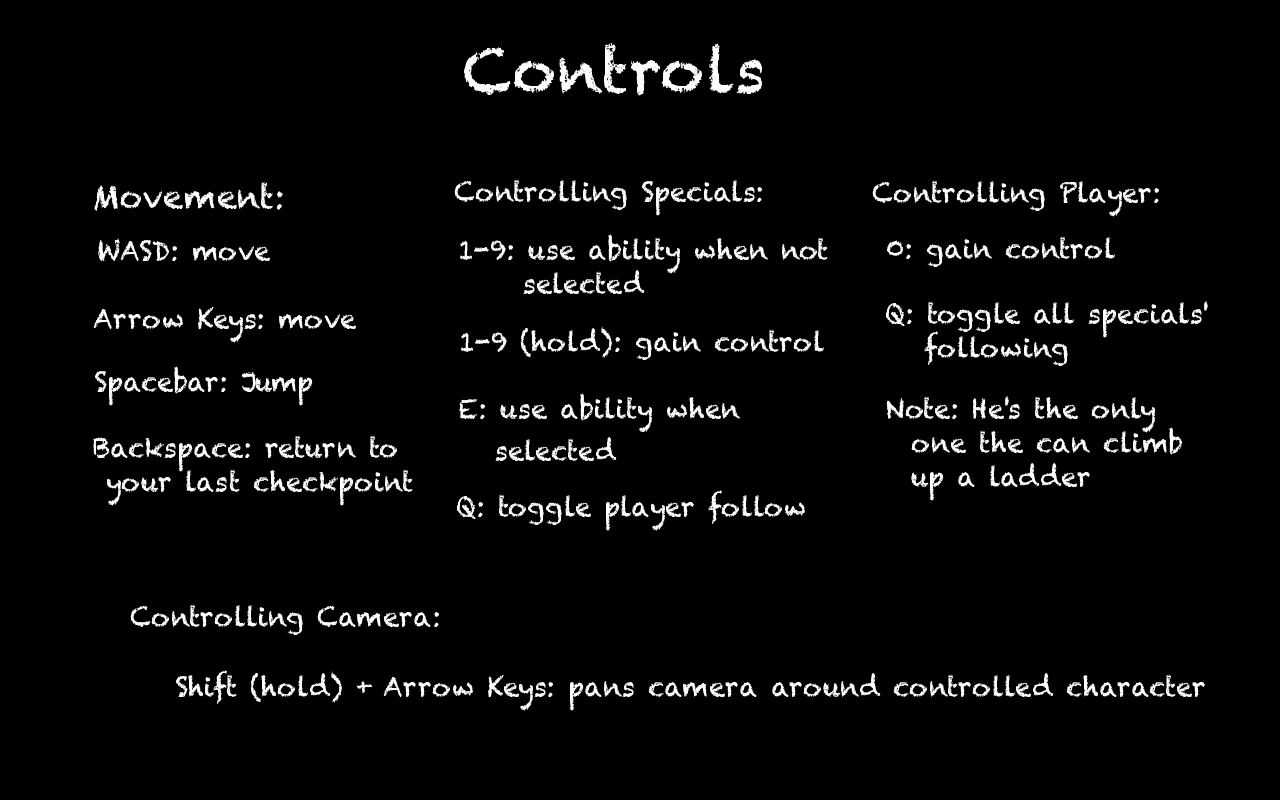 Controls
Movement:
WASD: move
Arrow Keys: move
Spacebar: Jump
Backspace: return to
your last checkpoint
Controlling Specials:
1-9: use ability when not
selected
1-9 (hold): gain control
E: use ability when
selected
Q: toggle player follow
Controlling Player:
0: gain control
Q: toggle all specials'
following
Note: He's the only
one the can climb
up a ladder
Controlling Camera:
Shift (hold) + Arrow Keys: pans camera around controlled character